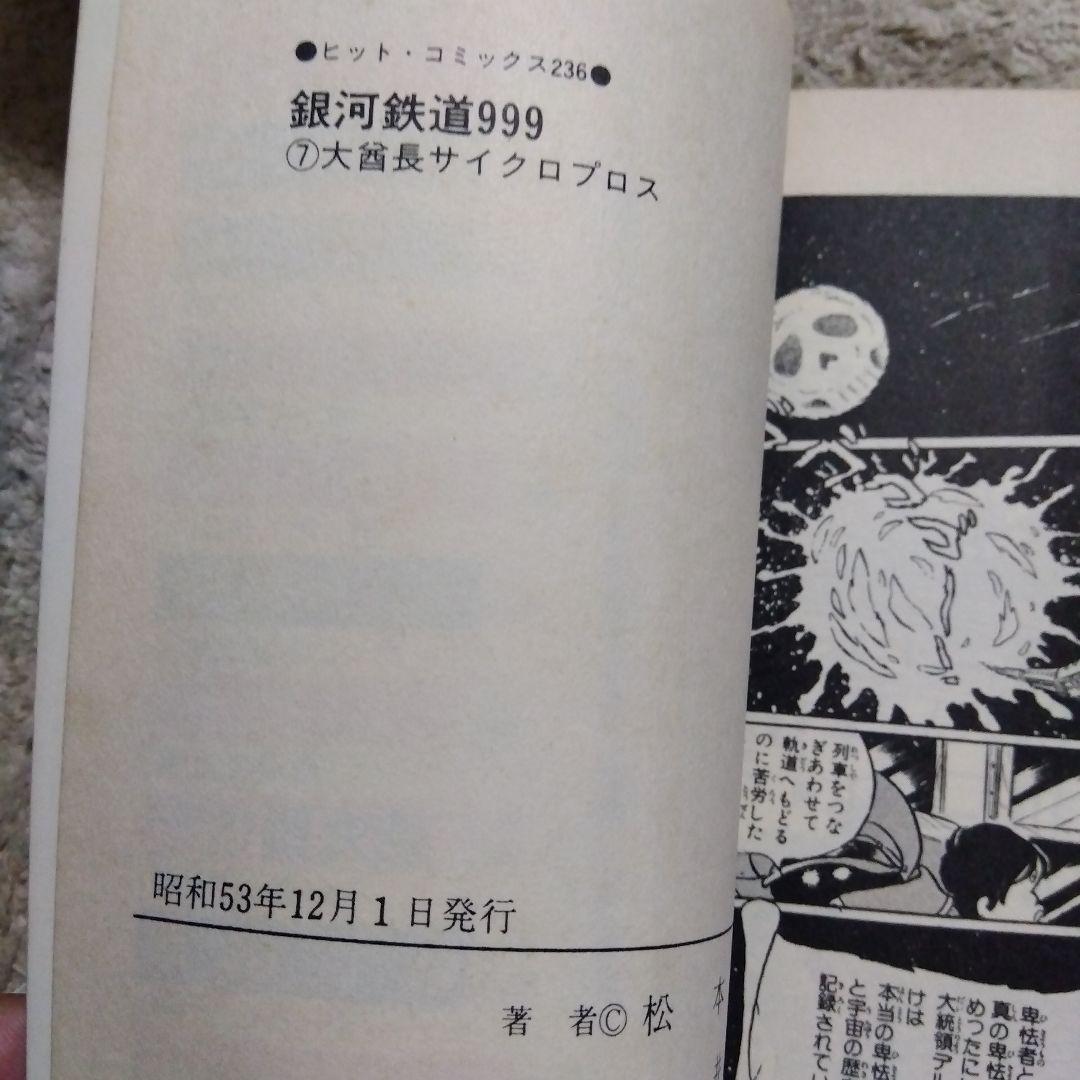 ●ヒット・コミックス236●
銀河鉄道999
⑦大酋長サイクロプロス
昭和53年12月1日発行
著　者©松本
列車をつな
ぎあわせて
軌道へもどる
のに苦労した
卑怯者と
真の卑怯
めったに
大統領デル
けは
本当の卑怯
と宇宙の歴
記録されてい